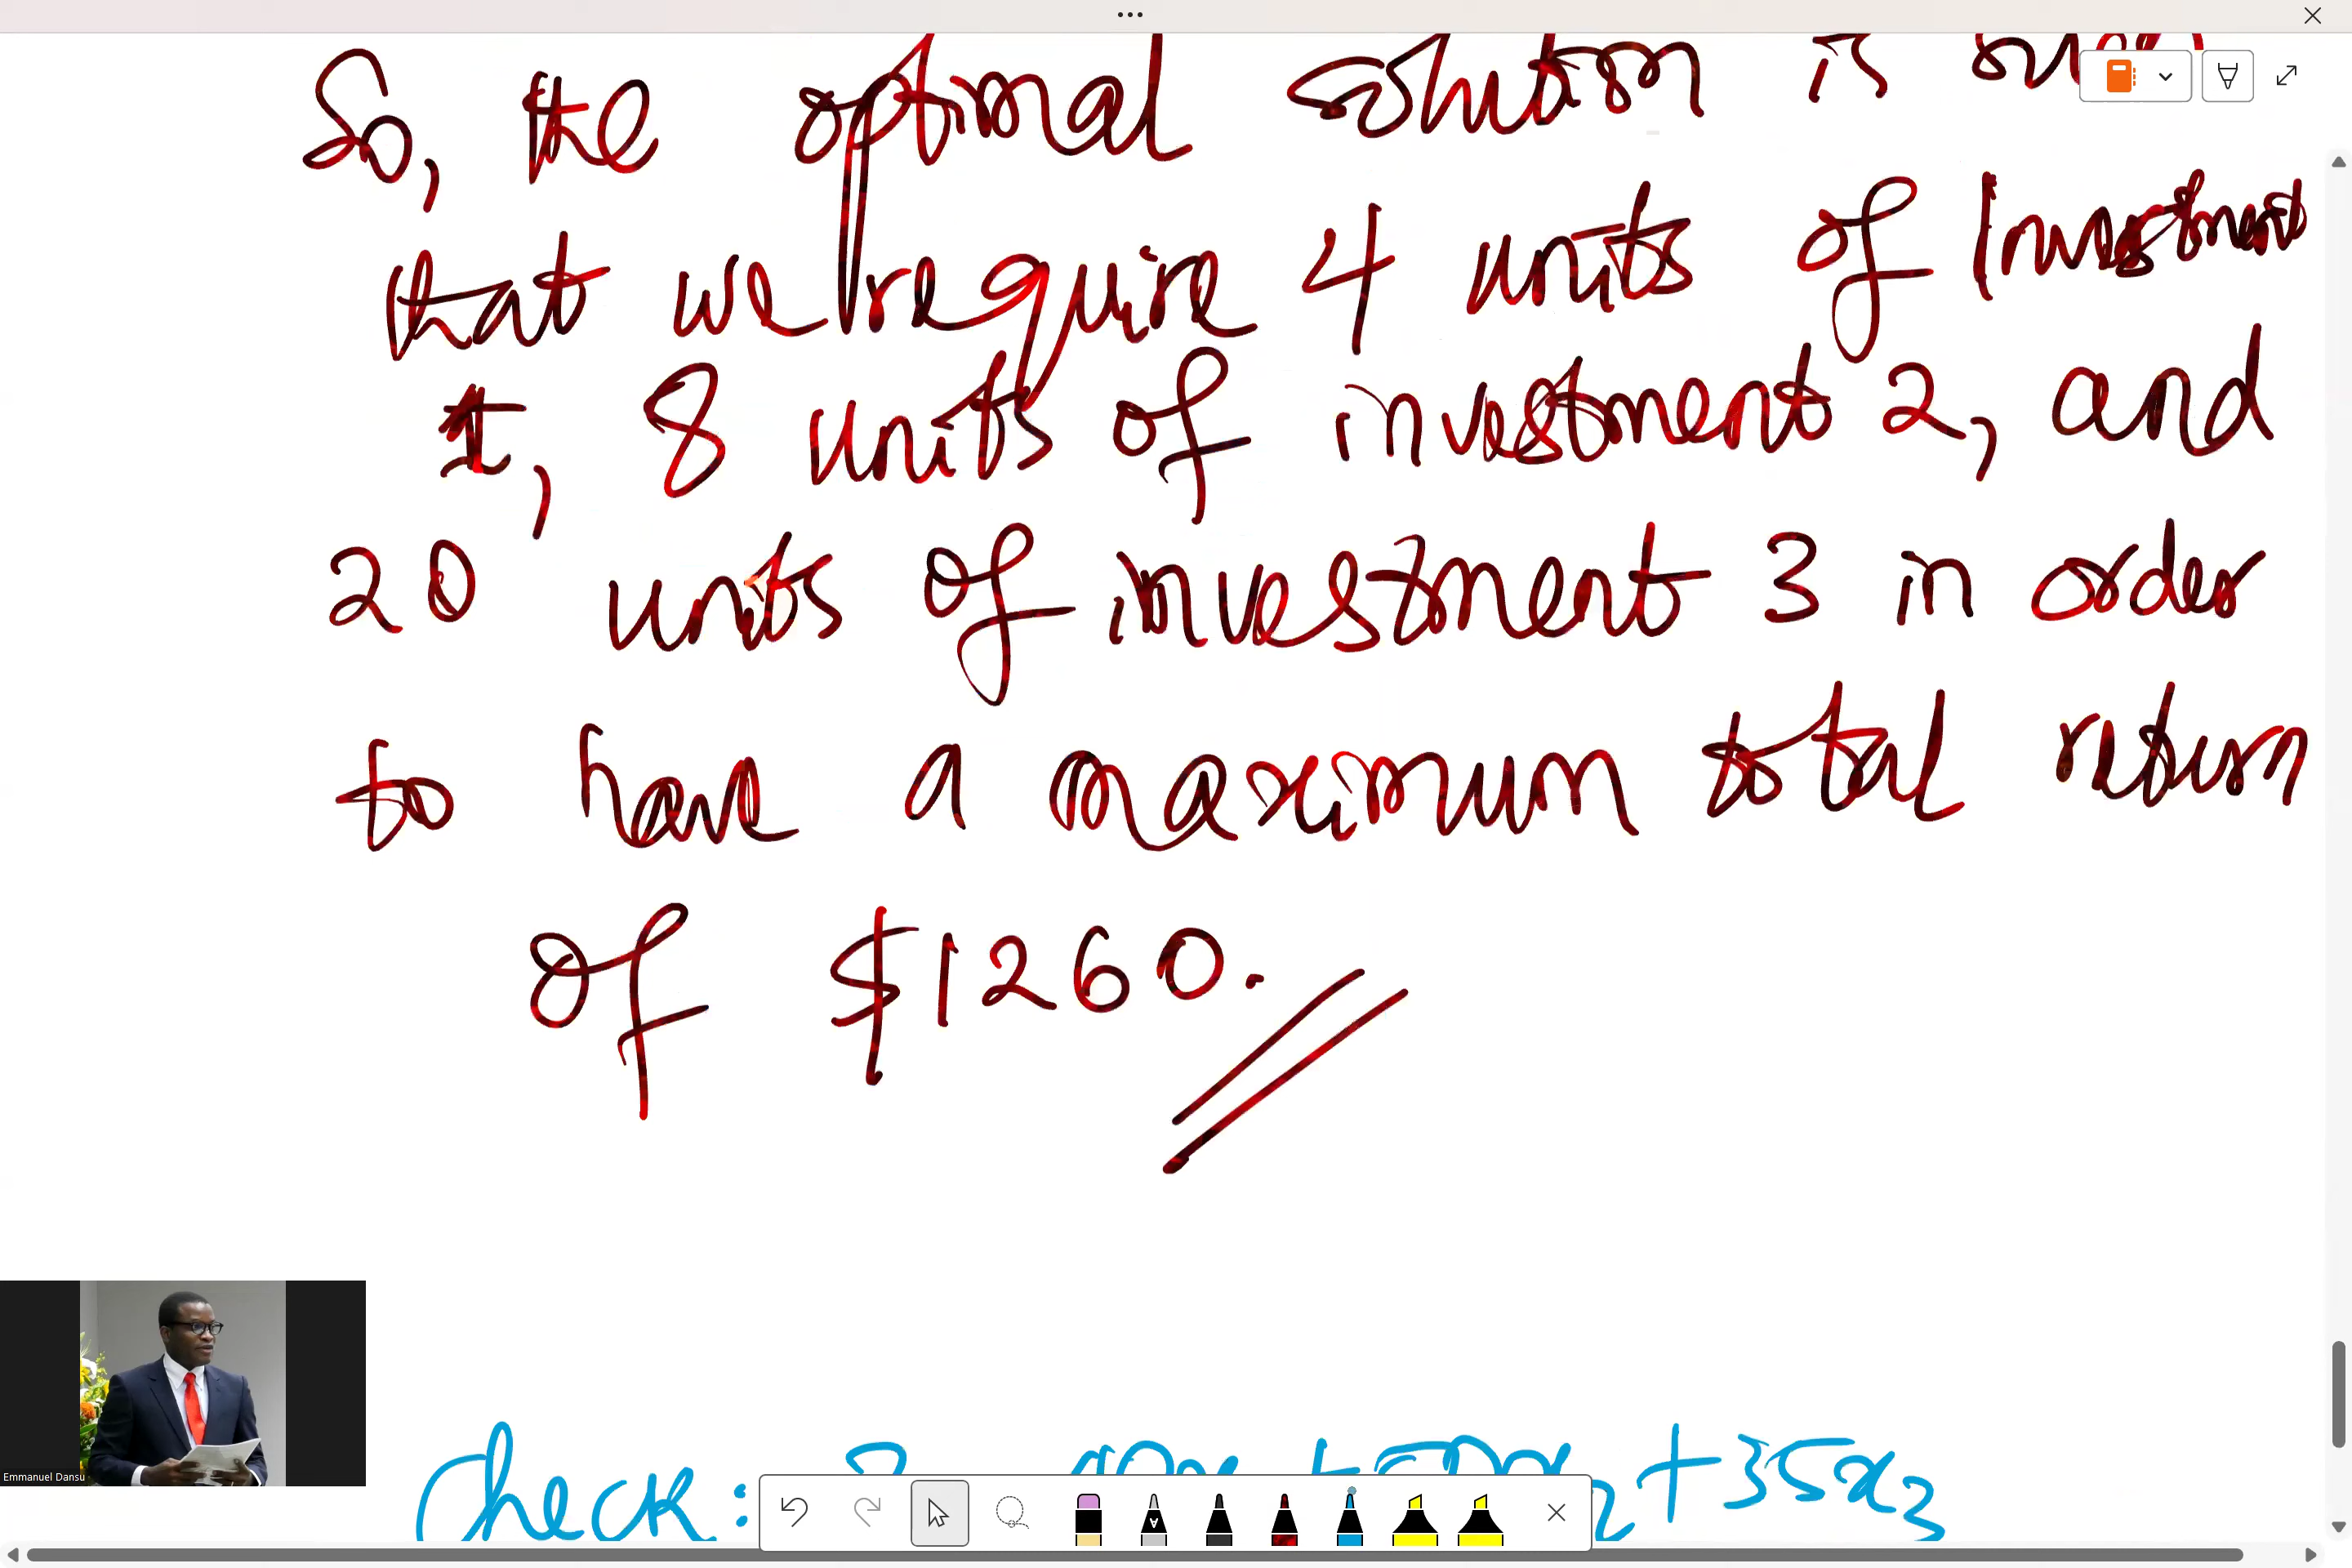 So, the optimal solution is such
that we require 4 units of Investment
1, 8 units of investment 2, and
20 units of investment 3 in order
to have a maximum total return
of $1260.
Emmanuel Dansu
Check: +35x3